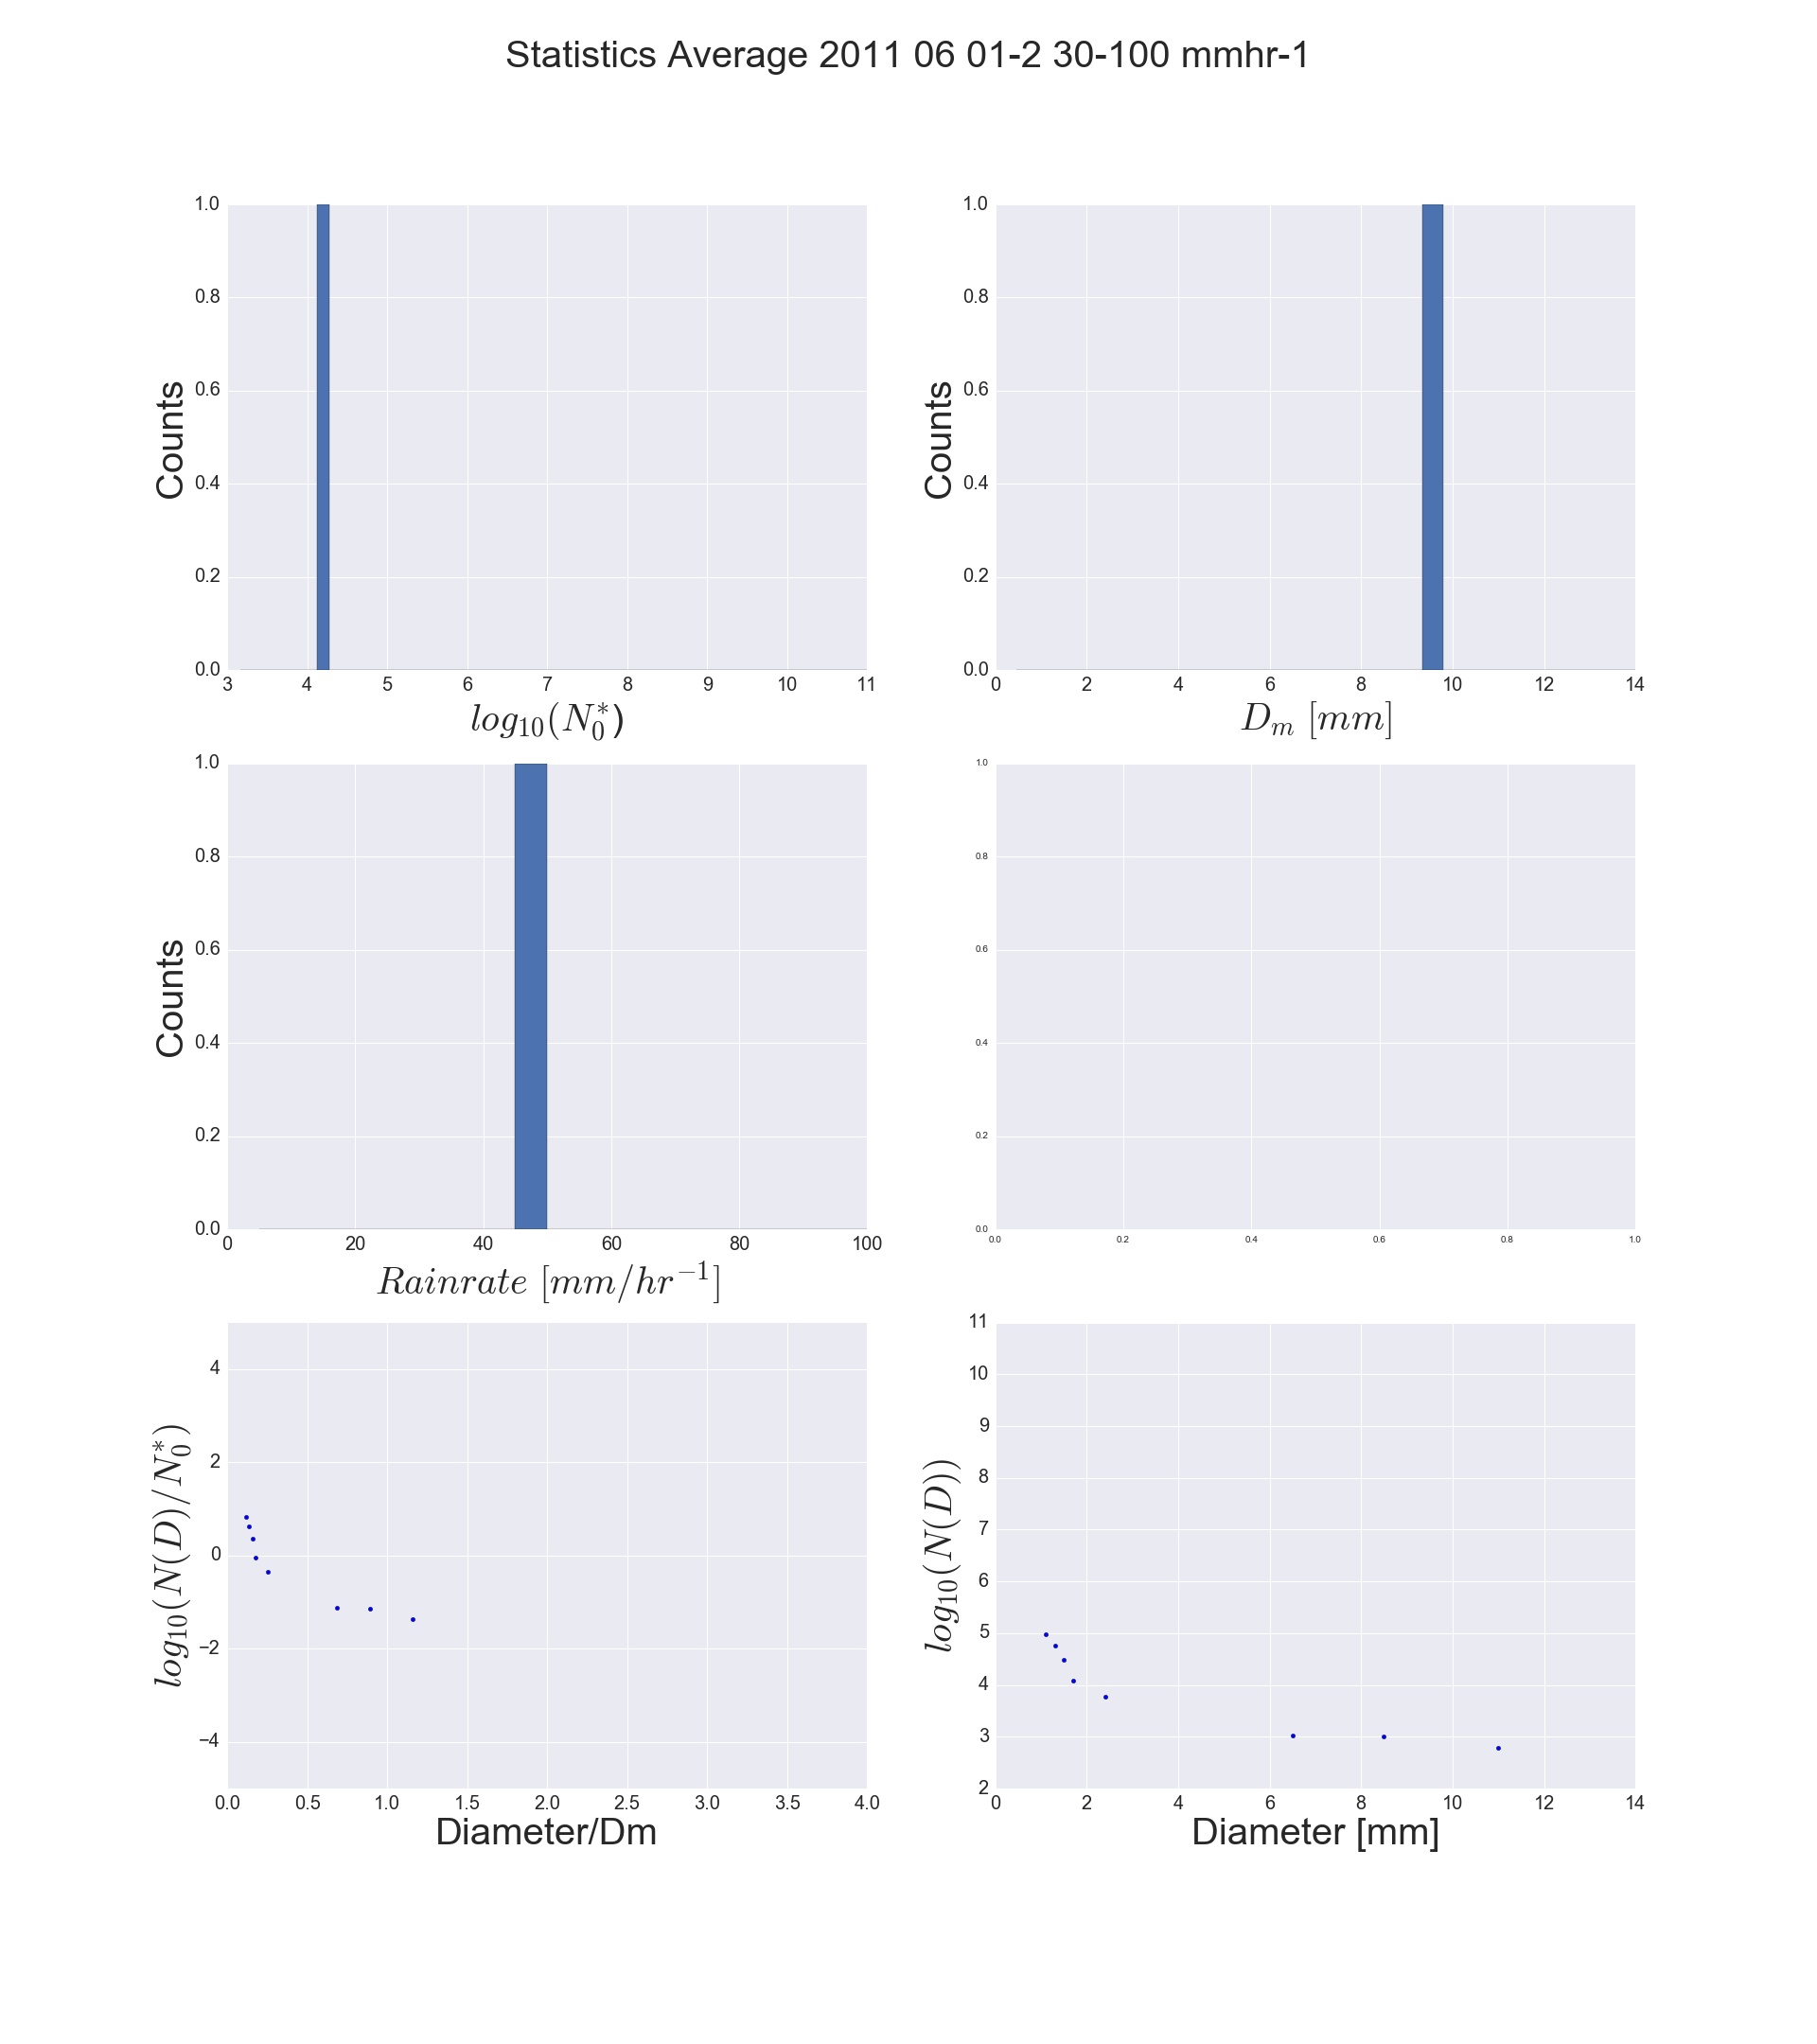 Statistics Average 2011 06 01-2 30-100 mmhr-1
1.0
0.8
0.6
0.4
0.2
0.0
Counts
3 4 5 6 7 8 9 10 11
log10(N0*)
1.0
0.8
0.6
0.4
0.2
0.0
Counts
0 2 4 6 8 10 12 14
Dm [mm]
1.0
0.8
0.6
0.4
0.2
0.0
Counts
0 20 40 60 80 100
Rainrate [mm/hr−1]
1.0
0.8
0.6
0.4
0.2
0.0
0.0 0.2 0.4 0.6 0.8 1.0
4
2
0
−2
−4
log10(N(D)/N0*)
0.0 0.5 1.0 1.5 2.0 2.5 3.0 3.5 4.0
Diameter/Dm
11
10
9
8
7
6
5
4
3
2
log10(N(D))
0 2 4 6 8 10 12 14
Diameter [mm]